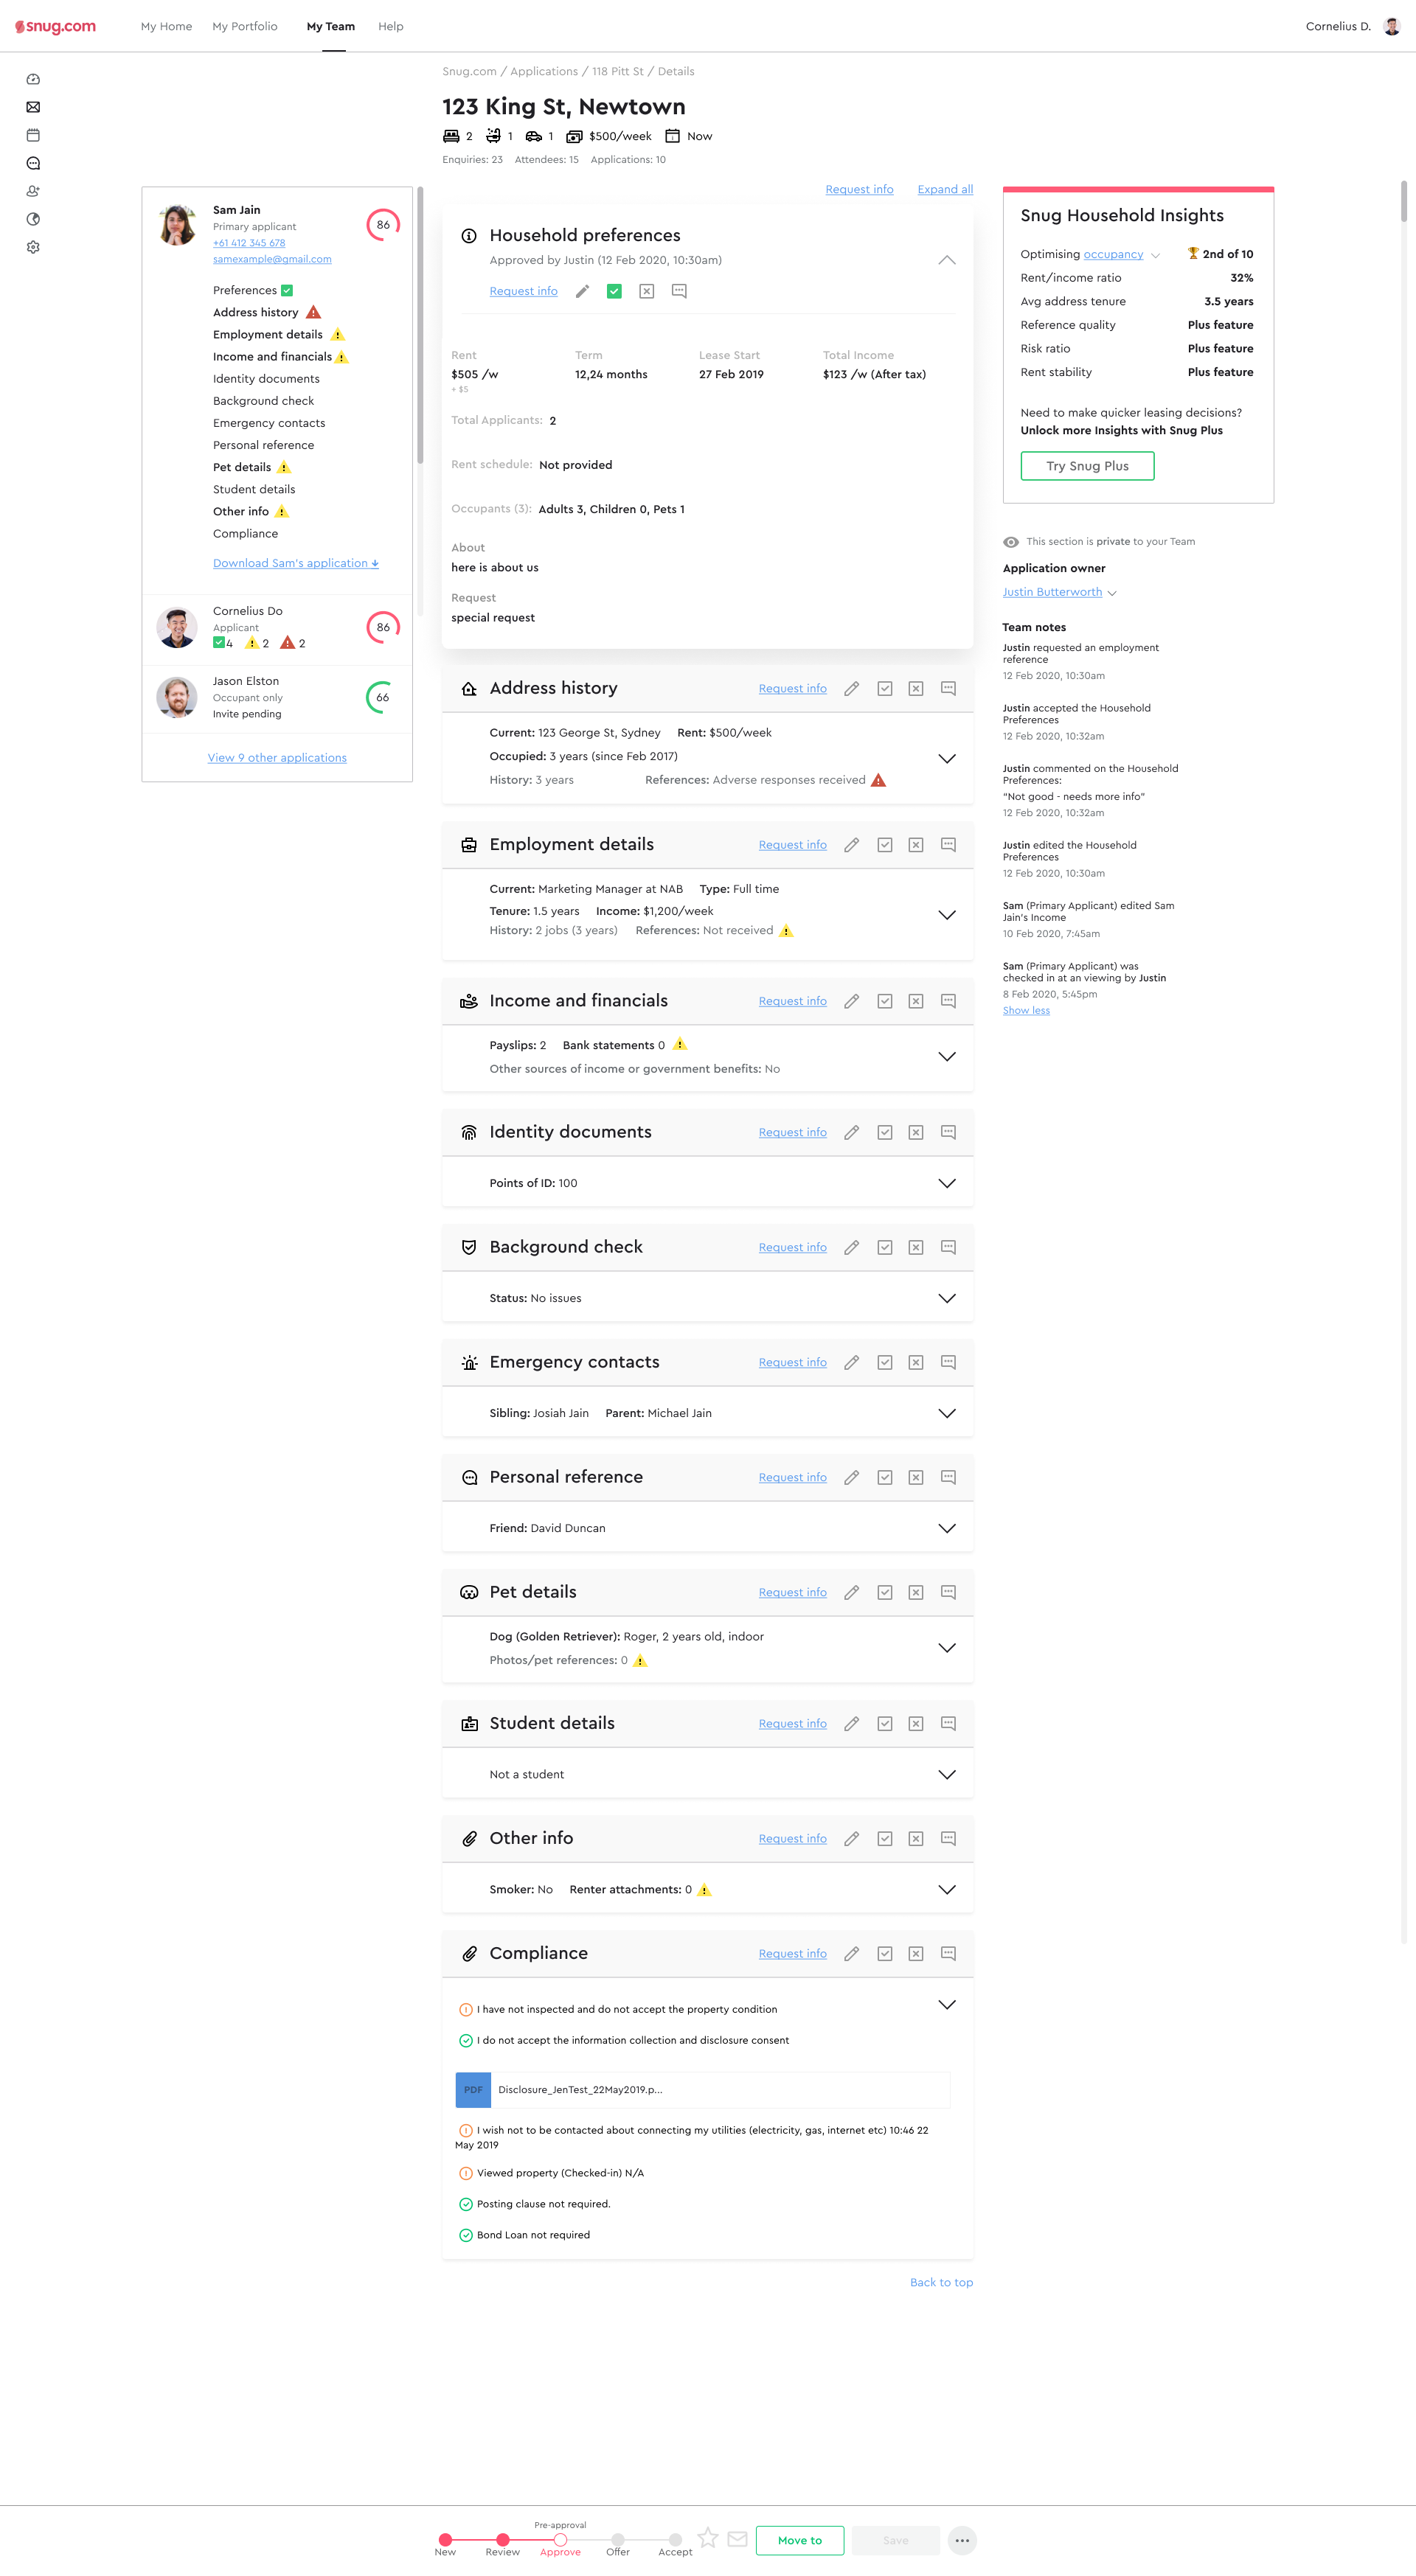 snug.com
My Home
My Portfolio
My Team
Help
Cornelius D.
Snug.com / Applications / 118 Pitt St / Details
123 King St, Newtown
2 1 1 $500/week Now
Enquiries: 23 Attendees: 15 Applications: 10
Sam Jain
Primary applicant
+61 412 345 678
samexample@gmail.com
86
Preferences
Address history
Employment details
Income and financials
Identity documents
Background check
Emergency contacts
Personal reference
Pet details
Student details
Other info
Compliance
Download Sam's application
Cornelius Do
Applicant
4 2 2
86
Jason Elston
Occupant only
Invite pending
66
View 9 other applications
Request info Expand all
Household preferences
Approved by Justin (12 Feb 2020, 10:30am)
Request info
Rent Term Lease Start Total Income
$505 /w 12,24 months 27 Feb 2019 $123 /w (After tax)
+ $5
Total Applicants: 2
Rent schedule: Not provided
Occupants (3): Adults 3, Children 0, Pets 1
About
here is about us
Request
special request
Address history Request info
Current: 123 George St, Sydney Rent: $500/week
Occupied: 3 years (since Feb 2017)
History: 3 years References: Adverse responses received
Employment details Request info
Current: Marketing Manager at NAB Type: Full time
Tenure: 1.5 years Income: $1,200/week
History: 2 jobs (3 years) References: Not received
Income and financials Request info
Payslips: 2 Bank statements 0
Other sources of income or government benefits: No
Identity documents Request info
Points of ID: 100
Background check Request info
Status: No issues
Emergency contacts Request info
Sibling: Josiah Jain Parent: Michael Jain
Personal reference Request info
Friend: David Duncan
Pet details Request info
Dog (Golden Retriever): Roger, 2 years old, indoor
Photos/pet references: 0
Student details Request info
Not a student
Other info Request info
Smoker: No Renter attachments: 0
Compliance Request info
I have not inspected and do not accept the property condition
I do not accept the information collection and disclosure consent
PDF Disclosure_JenTest_22May2019.p...
I wish not to be contacted about connecting my utilities (electricity, gas, internet etc) 10:46 22
May 2019
Viewed property (Checked-in) N/A
Posting clause not required.
Bond Loan not required
Back to top
Snug Household Insights
Optimising occupancy 2nd of 10
Rent/income ratio 32%
Avg address tenure 3.5 years
Reference quality Plus feature
Risk ratio Plus feature
Rent stability Plus feature
Need to make quicker leasing decisions?
Unlock more Insights with Snug Plus
Try Snug Plus
This section is private to your Team
Application owner
Justin Butterworth
Team notes
Justin requested an employment
reference
12 Feb 2020, 10:30am
Justin accepted the Household
Preferences
12 Feb 2020, 10:32am
Justin commented on the Household
Preferences:
"Not good - needs more info"
12 Feb 2020, 10:32am
Justin edited the Household
Preferences
12 Feb 2020, 10:30am
Sam (Primary Applicant) edited Sam
Jain's Income
10 Feb 2020, 7:45am
Sam (Primary Applicant) was
checked in at an viewing by Justin
8 Feb 2020, 5:45pm
Show less
Pre-approval
New Review Approve Offer Accept
Move to
Save